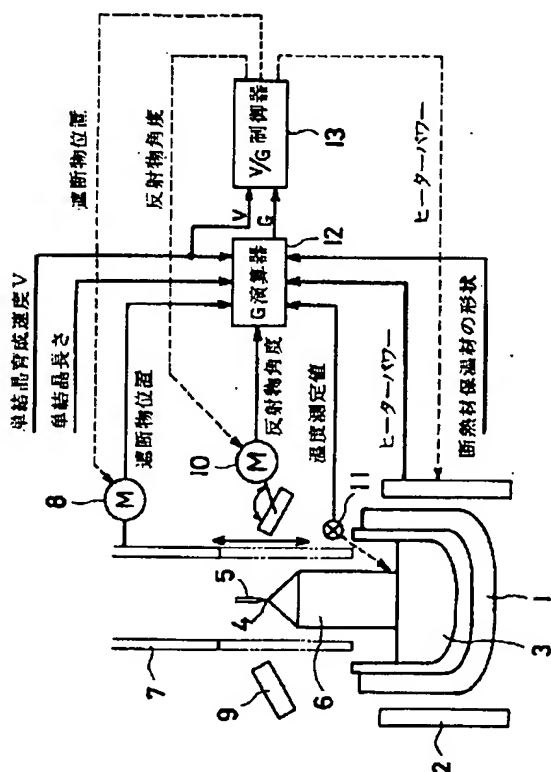 遮断物位置
反射物角度
ヒーターパワー
V/G制御器
13
V
G
12
G演算器
単結晶育成速度V
単結晶長さ
遮断物位置
反射物角度
温度測定値
ヒーターパワー
断熱材保温材の形状
8
M
10
M
11
7
9
5
4
6
3
1
2